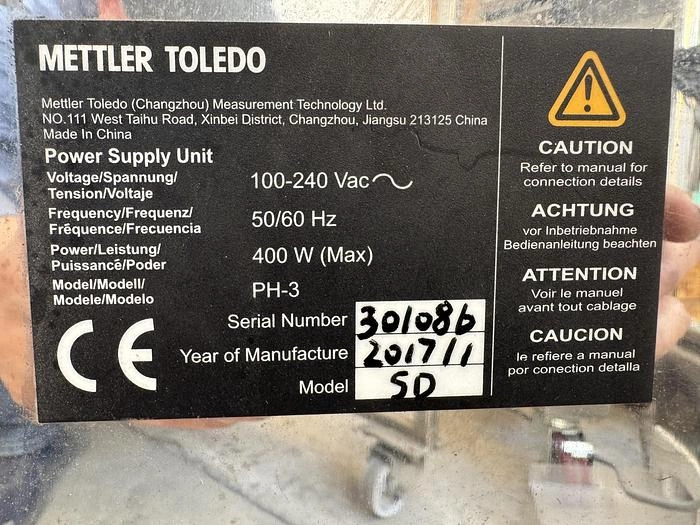 METTLER TOLEDO
Mettler Toledo (Changzhou) Measurement Technology Ltd.
NO.111 West Taihu Road, Xinbei District, Changzhou, Jiangsu 213125 China
Made In China
Power Supply Unit
Voltage/Spannung/
Tension/Voltaje
100-240 Vac
Frequency/Frequenz/
Frëquence/Frecuencia
50/60 Hz
Power/Leistung/
Puissancë/Poder
400 W (Max)
Model/Modell/
Modele/Modelo
PH-3
Serial Number 301086
Year of Manufacture 2017/1
Model SD
CE
CAUTION
Refer to manual for
connection details
ACHTUNG
vor Inbetriebnahme
Bedienanleitung beachten
ATTENTION
Voir le manuel
avant tout cablage
CAUCION
le refiere a manual
por conection detalla